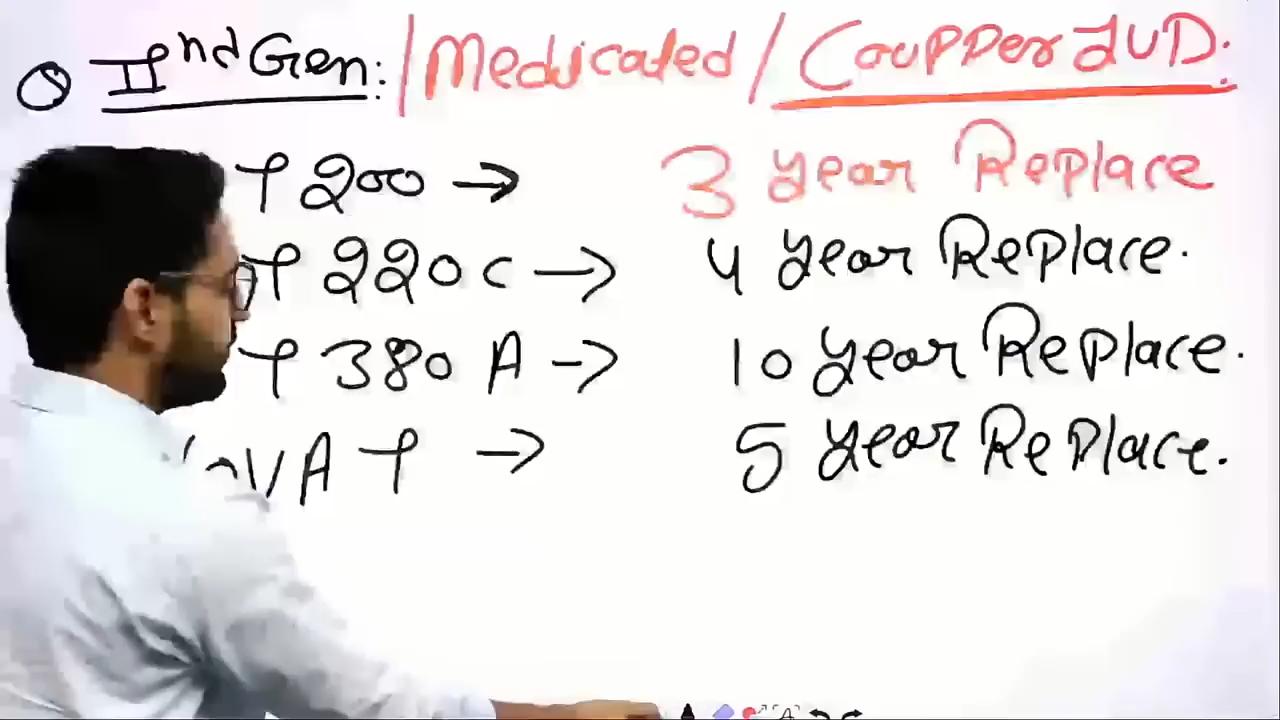 IInd Gen: / Medicated / CoupPer IUD.
T 200 → 3 year Replace
T 220 C → 4 year RePlace.
T 380 A → 10 year RePlace.
VA T → 5 year RePlace.